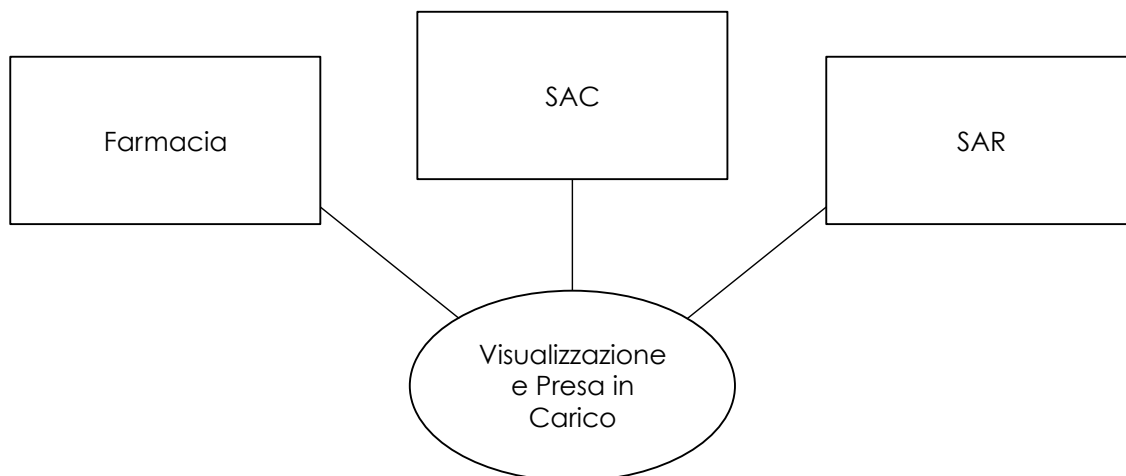 Farmacia
SAC
SAR
Visualizzazione
e Presa in
Carico